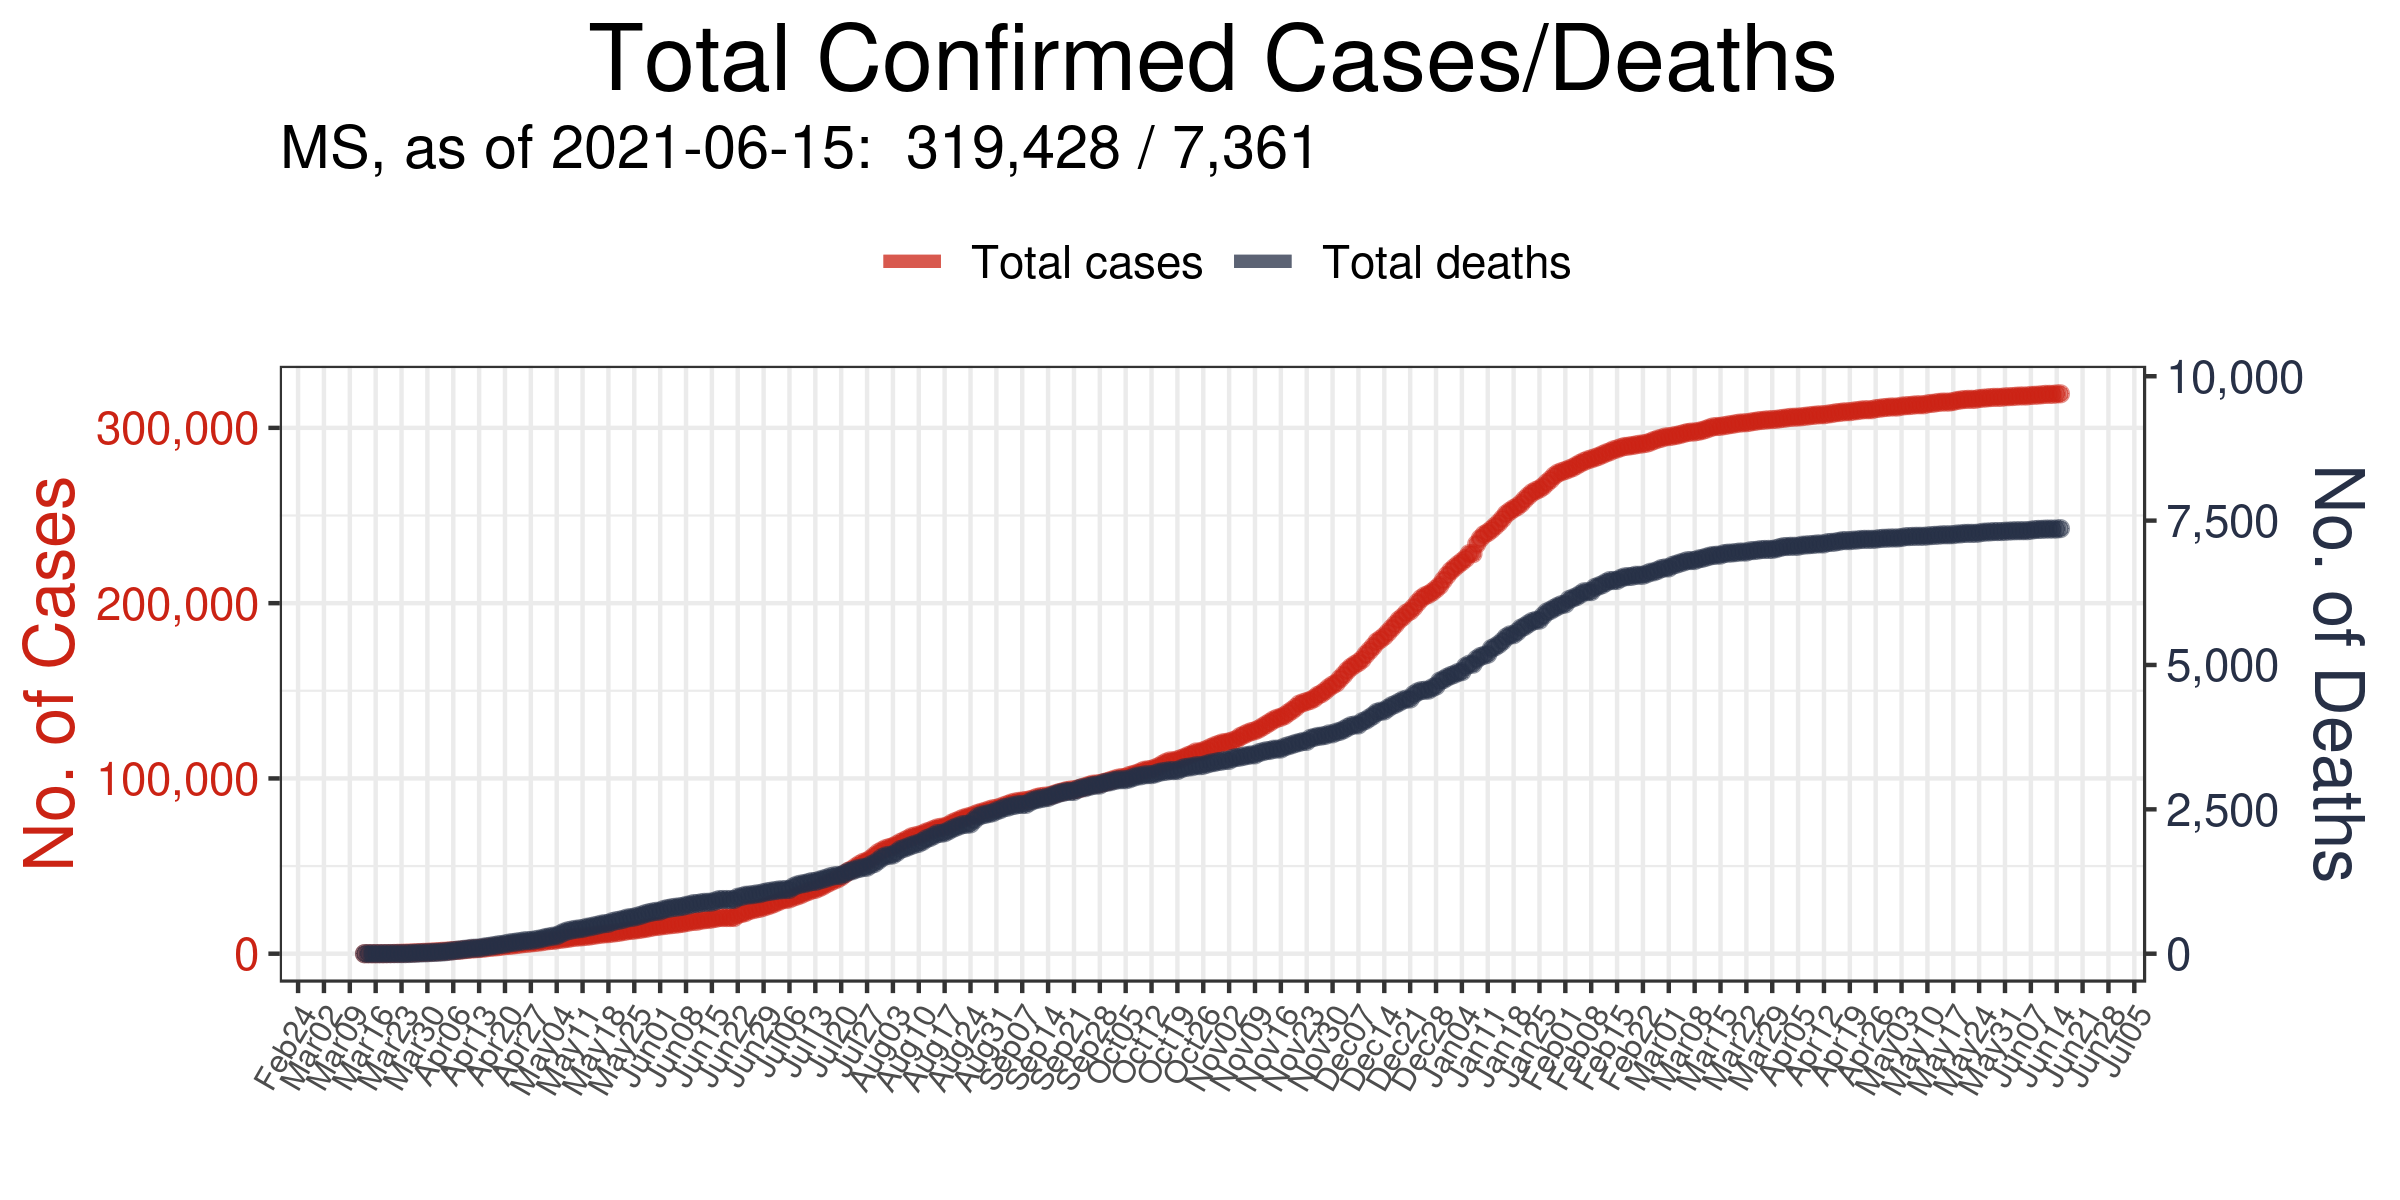 Total Confirmed Cases/Deaths
MS, as of 2021-06-15:  319,428 / 7,361
Total cases
Total deaths
No. of Cases
300,000
200,000
100,000
0
10,000
7,500
5,000
2,500
0
No. of Deaths
Feb24
Mar02
Mar09
Mar16
Mar23
Mar30
Apr06
Apr13
Apr20
Apr27
May04
May11
May18
May25
Jun01
Jun08
Jun15
Jun22
Jun29
Jul06
Jul13
Jul20
Jul27
Aug03
Aug10
Aug17
Aug24
Aug31
Sep07
Sep14
Sep21
Sep28
Oct05
Oct12
Oct19
Oct26
Nov02
Nov09
Nov16
Nov23
Nov30
Dec07
Dec14
Dec21
Dec28
Jan04
Jan11
Jan18
Jan25
Feb01
Feb08
Feb15
Feb22
Mar01
Mar08
Mar15
Mar22
Mar29
Apr05
Apr12
Apr19
Apr26
May03
May10
May17
May24
May31
Jun07
Jun14
Jun21
Jun28
Jul05